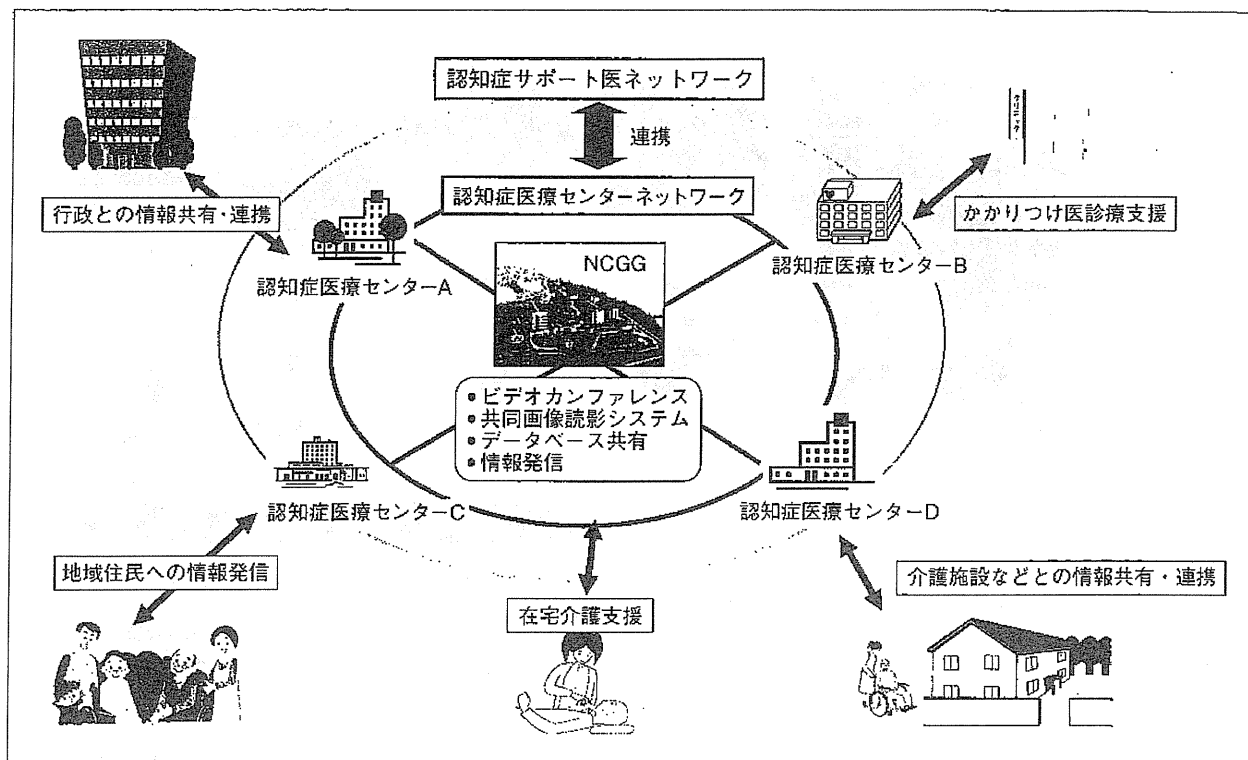 認知症サポート医ネットワーク
連携
認知症医療センターネットワーク
クリニック
行政との情報共有・連携
かかりつけ医診療支援
NCGG
認知症医療センターA
認知症医療センターB
● ビデオカンファレンス
● 共同画像読影システム
● データベース共有
● 情報発信
認知症医療センターC
認知症医療センターD
地域住民への情報発信
在宅介護支援
介護施設などとの情報共有・連携